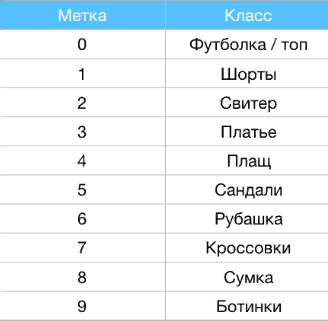 Метка Класс
0 Футболка / топ
1 Шорты
2 Свитер
3 Платье
4 Плащ
5 Сандали
6 Рубашка
7 Кроссовки
8 Сумка
9 Ботинки